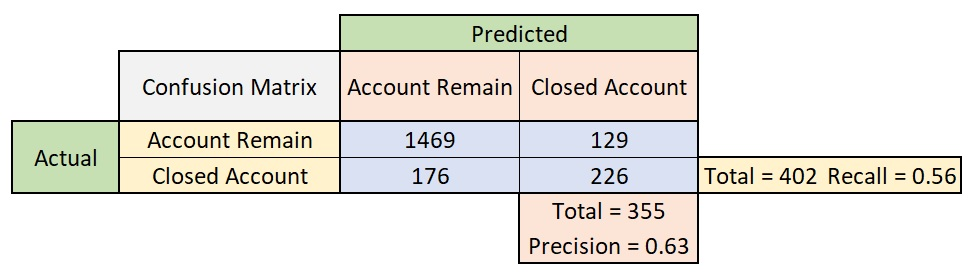 Predicted
Confusion Matrix Account Remain Closed Account
Actual
Account Remain 1469 129
Closed Account 176 226 Total = 402 Recall = 0.56
Total = 355
Precision = 0.63